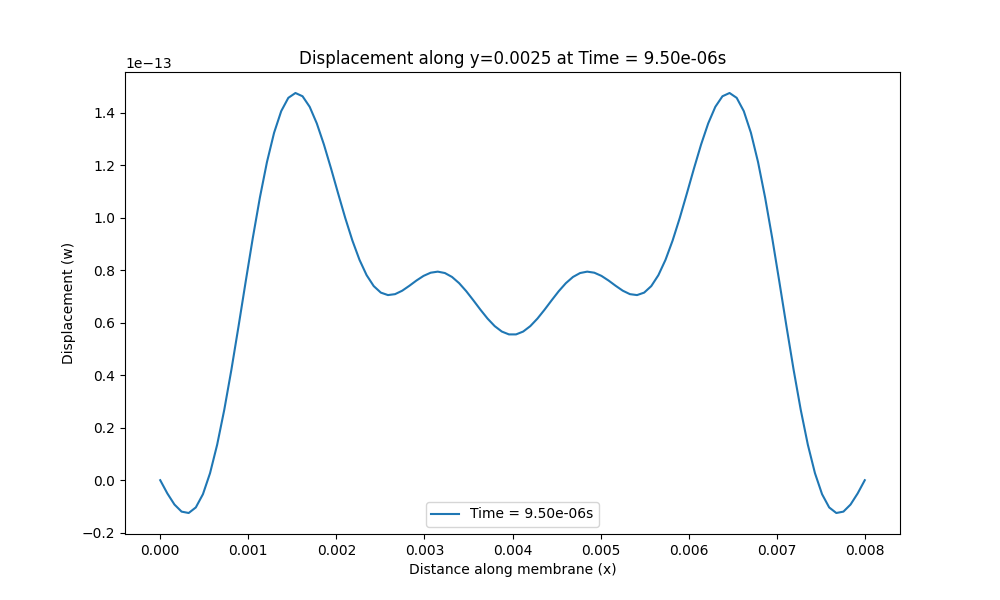 Displacement along y=0.0025 at Time = 9.50e-06s
1e−13
1.4
1.2
1.0
0.8
0.6
0.4
0.2
0.0
−0.2
Displacement (w)
Time = 9.50e-06s
0.000 0.001 0.002 0.003 0.004 0.005 0.006 0.007 0.008
Distance along membrane (x)